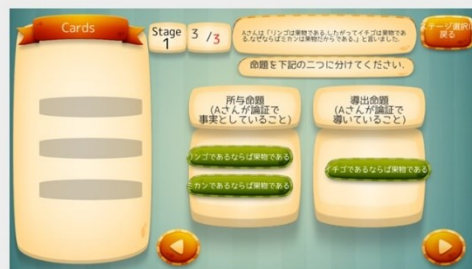 Cards
Stage
1
3 / 3
Aさんは「リンゴは果物である.したがってイチゴは果物であ
る.なぜならばミカンは果物だからである.」と言いました.
ステージ選択に
戻る
命題を下記の二つに分けてください.
所与命題
(Aさんが論証で
事実としていること)
導出命題
(Aさんが論証で
導いていること)
リンゴであるならば果物である
ミカンであるならば果物である
イチゴであるならば果物である